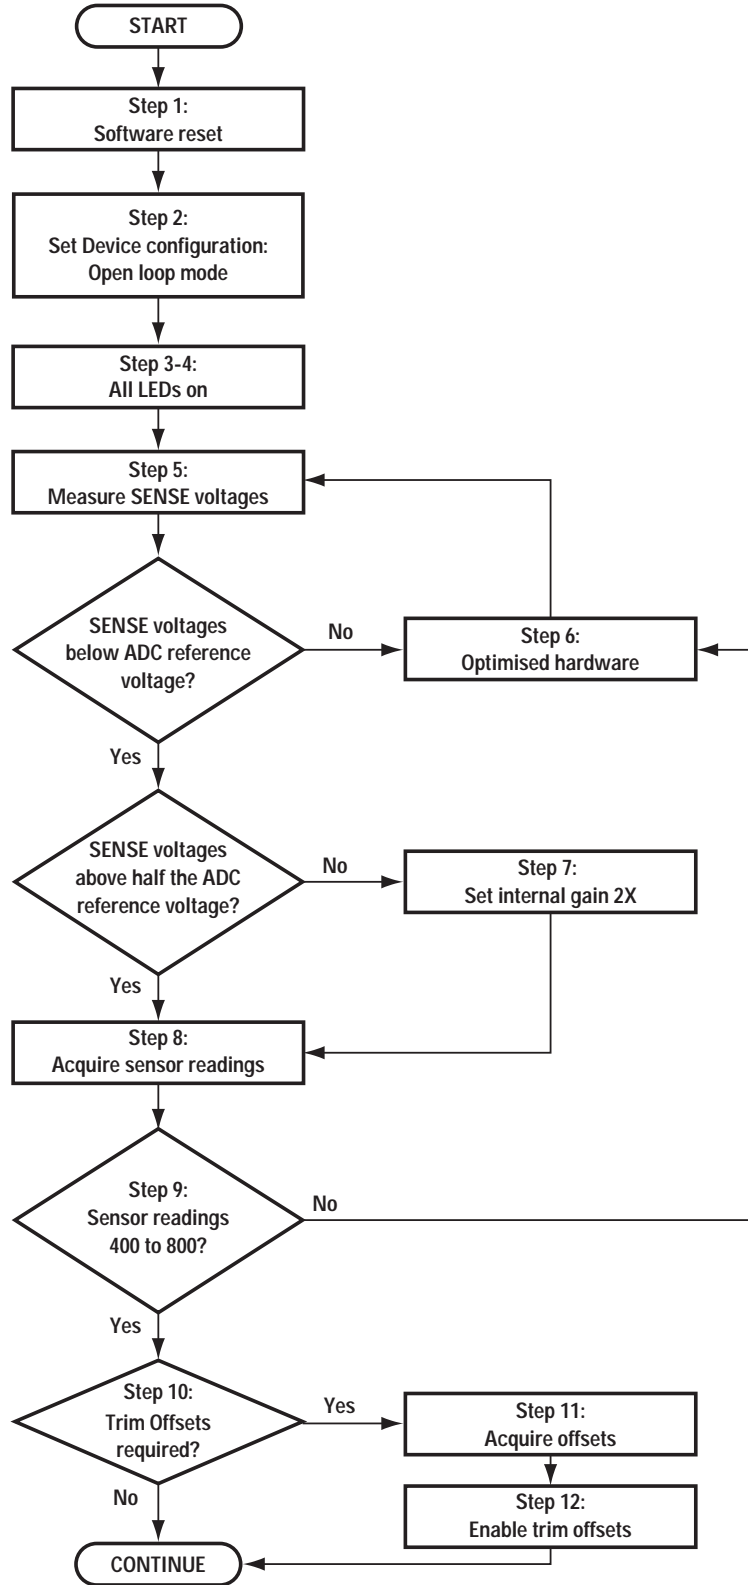 START
Step 1:
Software reset
Step 2:
Set Device configuration:
Open loop mode
Step 3-4:
All LEDs on
Step 5:
Measure SENSE voltages
SENSE voltages
below ADC reference
voltage?
No
Step 6:
Optimised hardware
Yes
SENSE voltages
above half the ADC
reference voltage?
No
Step 7:
Set internal gain 2X
Yes
Step 8:
Acquire sensor readings
Step 9:
Sensor readings
400 to 800?
No
Yes
Step 10:
Trim Offsets
required?
Yes
Step 11:
Acquire offsets
No
Step 12:
Enable trim offsets
CONTINUE